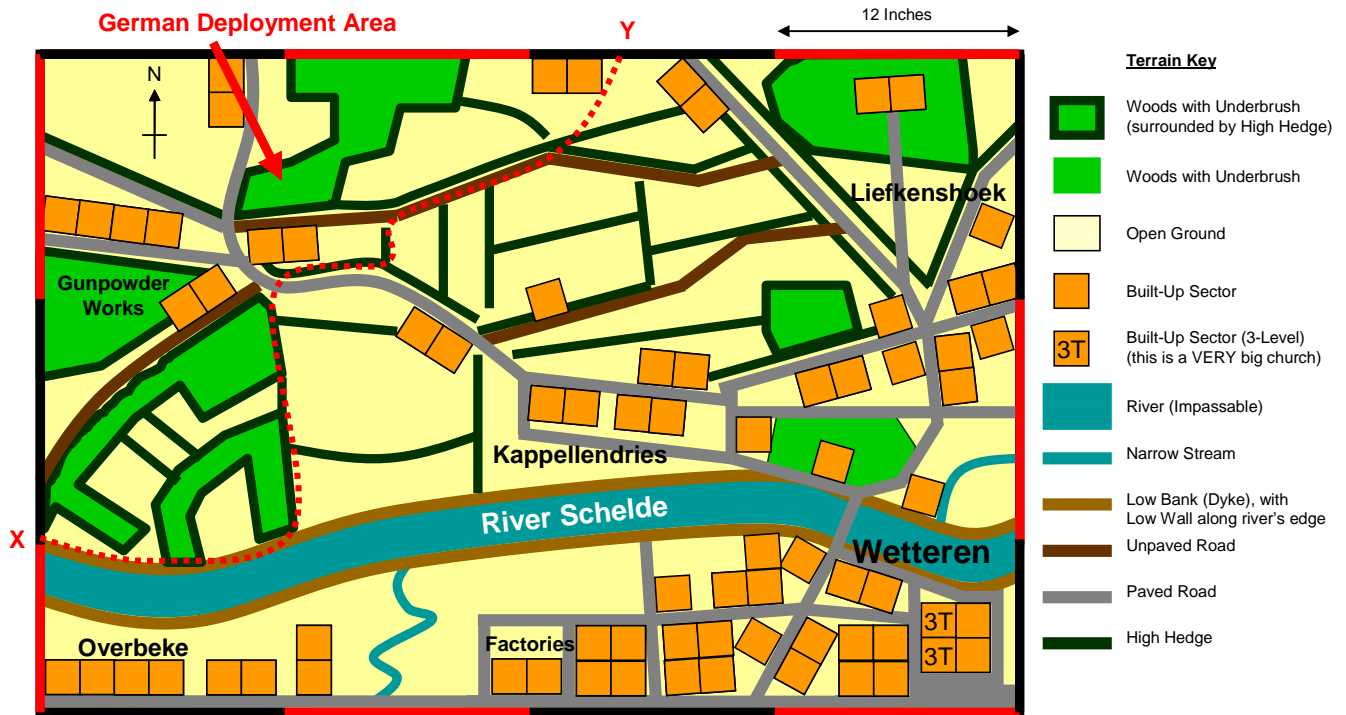 German Deployment Area
Y
12 Inches
N
Liefkenshoek
Gunpowder
Works
Kappellendries
X
River Schelde
Wetteren
Overbeke
Factories
3T
3T
Terrain Key
Woods with Underbrush
(surrounded by High Hedge)
Woods with Underbrush
Open Ground
Built-Up Sector
3T
Built-Up Sector (3-Level)
(this is a VERY big church)
River (Impassable)
Narrow Stream
Low Bank (Dyke), with
Low Wall along river's edge
Unpaved Road
Paved Road
High Hedge